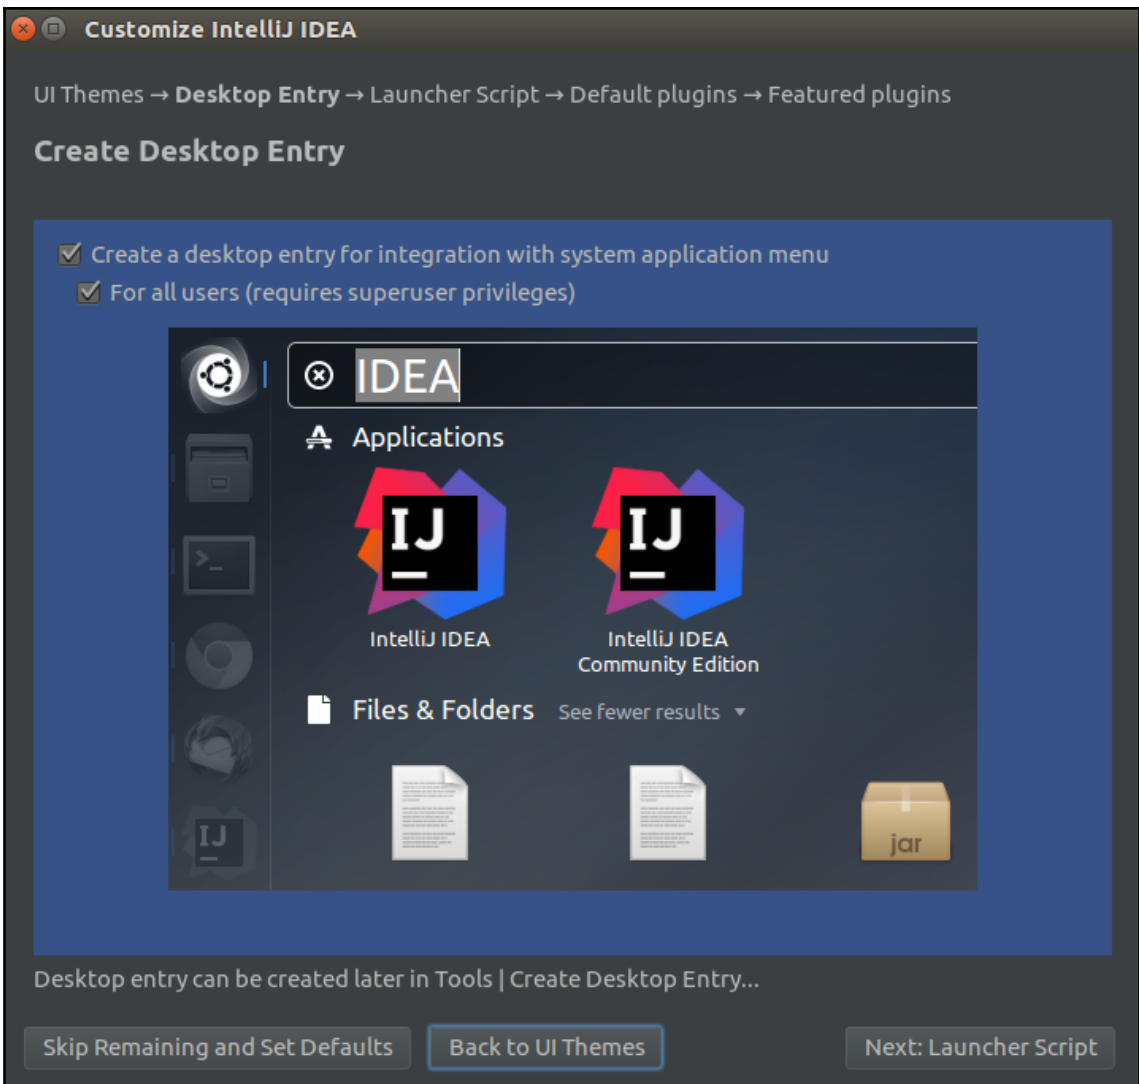 Customize IntelliJ IDEA
UI Themes → Desktop Entry → Launcher Script → Default plugins → Featured plugins
Create Desktop Entry
Create a desktop entry for integration with system application menu
For all users (requires superuser privileges)
IDEA
Applications
IJ
IJ
IntelliJ IDEA
IntelliJ IDEA
Community Edition
Files & Folders See fewer results
>_
IJ
jar
Desktop entry can be created later in Tools | Create Desktop Entry...
Skip Remaining and Set Defaults
Back to UI Themes
Next: Launcher Script